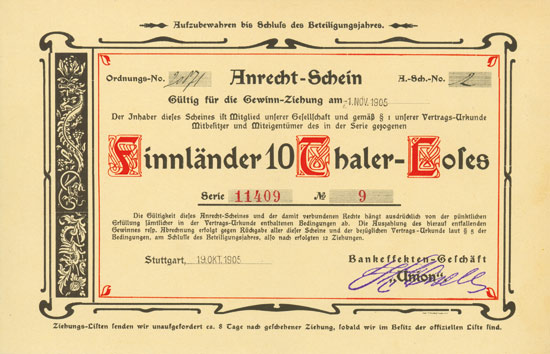 Aufzubewahren bis Schluß des Beteiligungsjahres.
Ordnungs-No. Anrecht-Schein A.-Sch.-No. 2
Gültig für die Gewinn-Ziehung am 1. NOV. 1905
Der Inhaber dieses Scheines ist Mitglied unserer Gesellschaft und gemäß § 1 unserer Vertrags-Urkunde
Mitbesitzer und Miteigentümer des in der Serie gezogenen
Finnländer 10 Thaler-Loses
Serie 11409 No 9
Die Gültigkeit dieses Anrecht-Scheines und der damit verbundenen Rechte hängt ausdrücklich von der pünktlichen
Erfüllung sämtlicher in der Vertrags-Urkunde enthaltenen Bedingungen ab. Die Auszahlung des hierauf entfallenden
Gewinnes resp. Abrechnung erfolgt gegen Rückgabe aller dieser Scheine und der bezüglichen Vertrags-Urkunde laut § 5 der
Bedingungen, am Schlusse des Beteiligungsjahres, also nach erfolgten 12 Ziehungen.
Stuttgart, 19. OKT. 1905 Bankeffekten-Geschäft
„Union“
Ziehungs-Listen senden wir unaufgefordert ca. 8 Tage nach geschehener Ziehung, sobald wir im Besitz der offiziellen Liste sind.